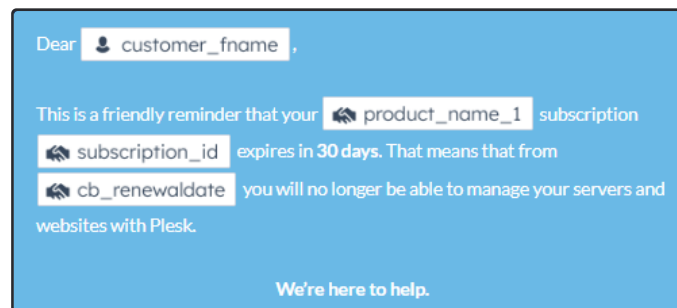 Dear customer_fname ,
This is a friendly reminder that your product_name_1 subscription
subscription_id expires in 30 days. That means that from
cb_renewaldate you will no longer be able to manage your servers and
websites with Plesk.
We're here to help.